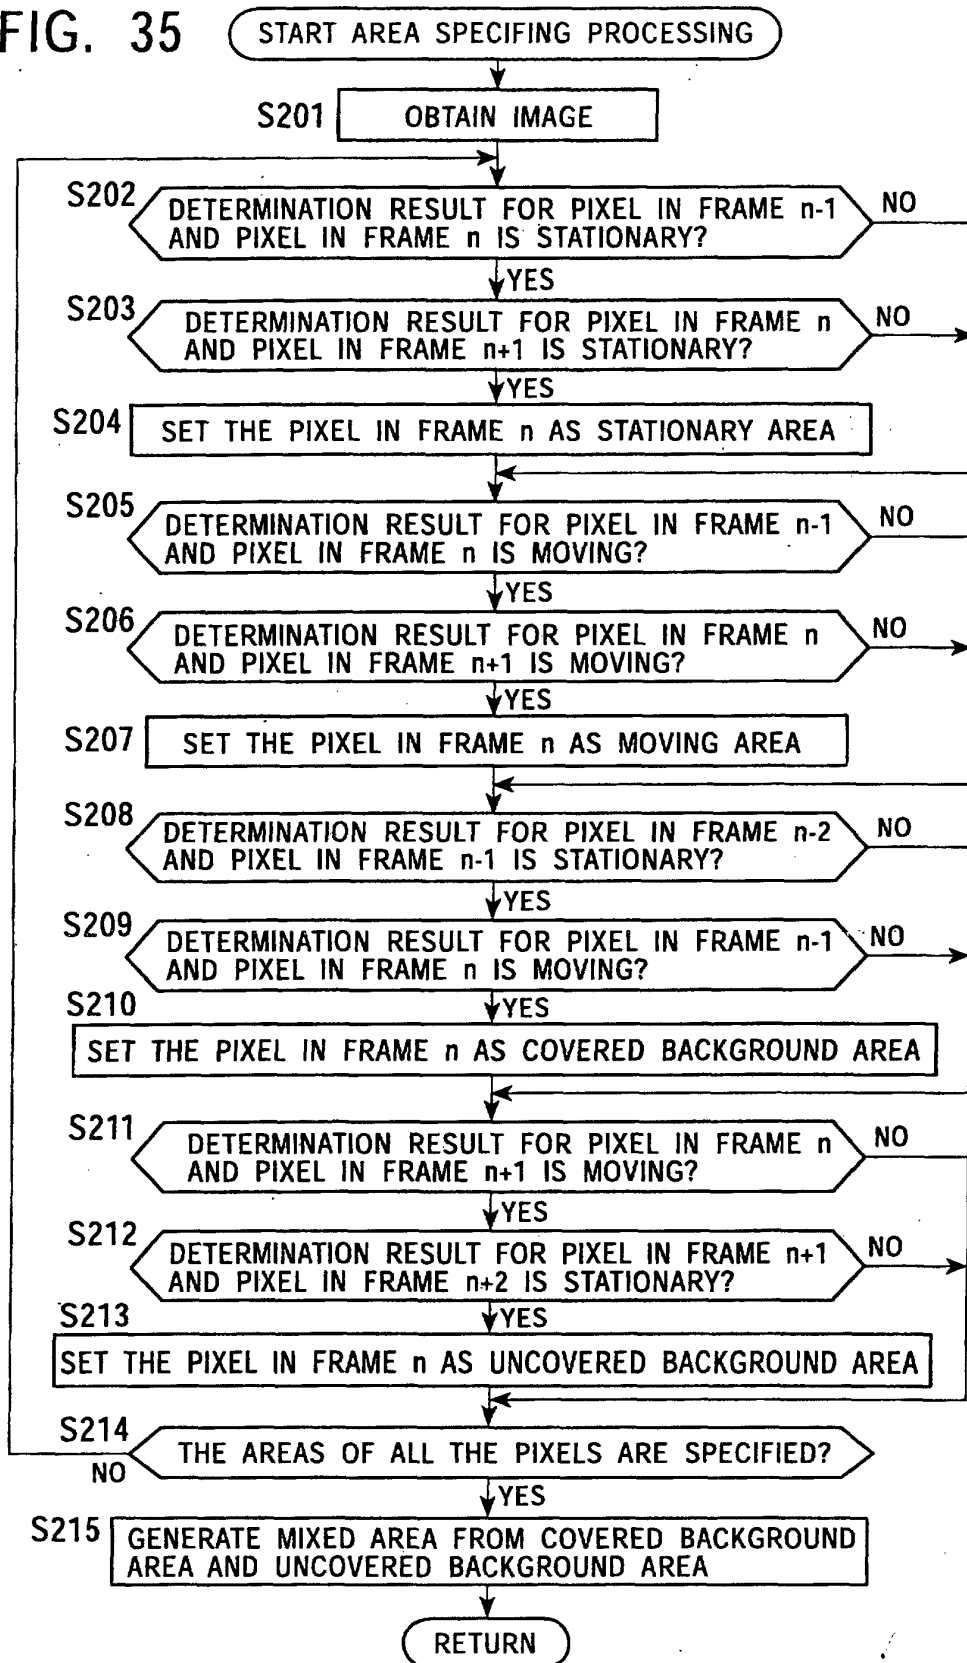 FIG. 35
START AREA SPECIFING PROCESSING
S201
OBTAIN IMAGE
S202
DETERMINATION RESULT FOR PIXEL IN FRAME n-1
AND PIXEL IN FRAME n IS STATIONARY?
NO
YES
S203
DETERMINATION RESULT FOR PIXEL IN FRAME n
AND PIXEL IN FRAME n+1 IS STATIONARY?
NO
YES
S204
SET THE PIXEL IN FRAME n AS STATIONARY AREA
S205
DETERMINATION RESULT FOR PIXEL IN FRAME n-1
AND PIXEL IN FRAME n IS MOVING?
NO
YES
S206
DETERMINATION RESULT FOR PIXEL IN FRAME n
AND PIXEL IN FRAME n+1 IS MOVING?
NO
YES
S207
SET THE PIXEL IN FRAME n AS MOVING AREA
S208
DETERMINATION RESULT FOR PIXEL IN FRAME n-2
AND PIXEL IN FRAME n-1 IS STATIONARY?
NO
YES
S209
DETERMINATION RESULT FOR PIXEL IN FRAME n-1
AND PIXEL IN FRAME n IS MOVING?
NO
YES
S210
SET THE PIXEL IN FRAME n AS COVERED BACKGROUND AREA
S211
DETERMINATION RESULT FOR PIXEL IN FRAME n
AND PIXEL IN FRAME n+1 IS MOVING?
NO
YES
S212
DETERMINATION RESULT FOR PIXEL IN FRAME n+1
AND PIXEL IN FRAME n+2 IS STATIONARY?
NO
YES
S213
SET THE PIXEL IN FRAME n AS UNCOVERED BACKGROUND AREA
S214
THE AREAS OF ALL THE PIXELS ARE SPECIFIED?
NO
YES
S215
GENERATE MIXED AREA FROM COVERED BACKGROUND
AREA AND UNCOVERED BACKGROUND AREA
RETURN